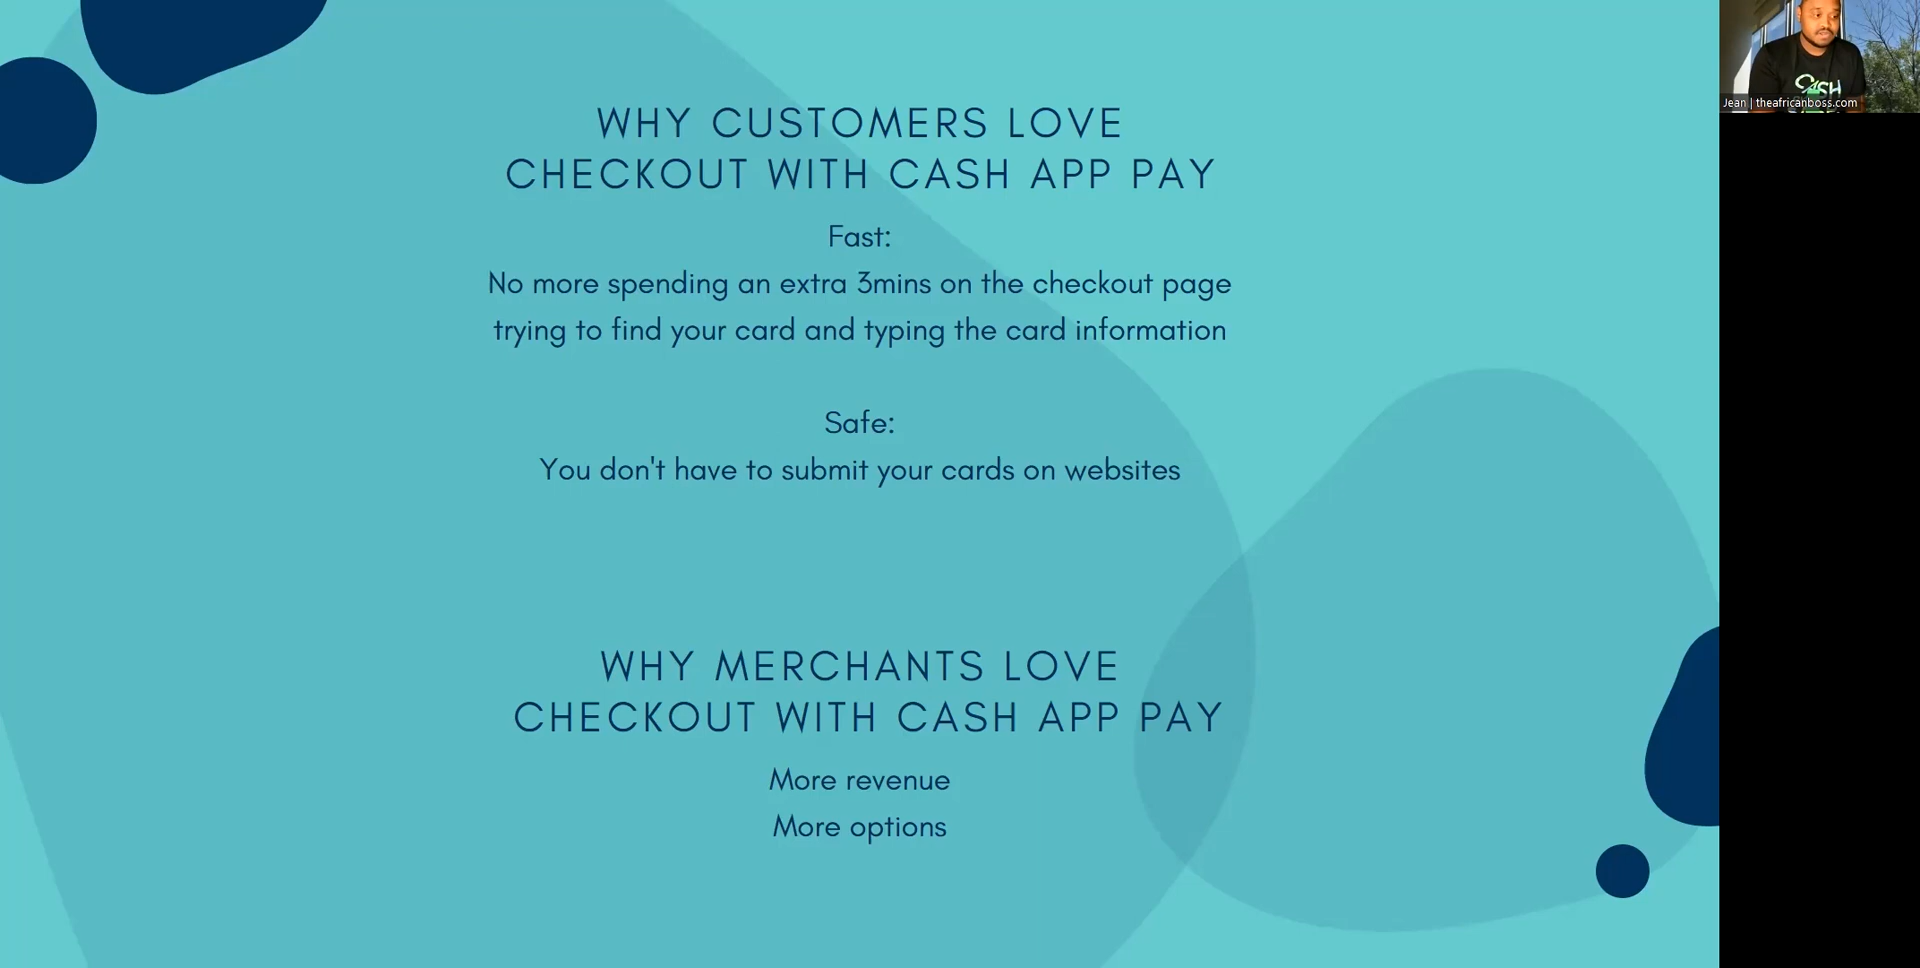 WHY CUSTOMERS LOVE
CHECKOUT WITH CASH APP PAY
Fast:
No more spending an extra 3mins on the checkout page
trying to find your card and typing the card information
Safe:
You don't have to submit your cards on websites
WHY MERCHANTS LOVE
CHECKOUT WITH CASH APP PAY
More revenue
More options
CASH
Jean | theafricanboss.com